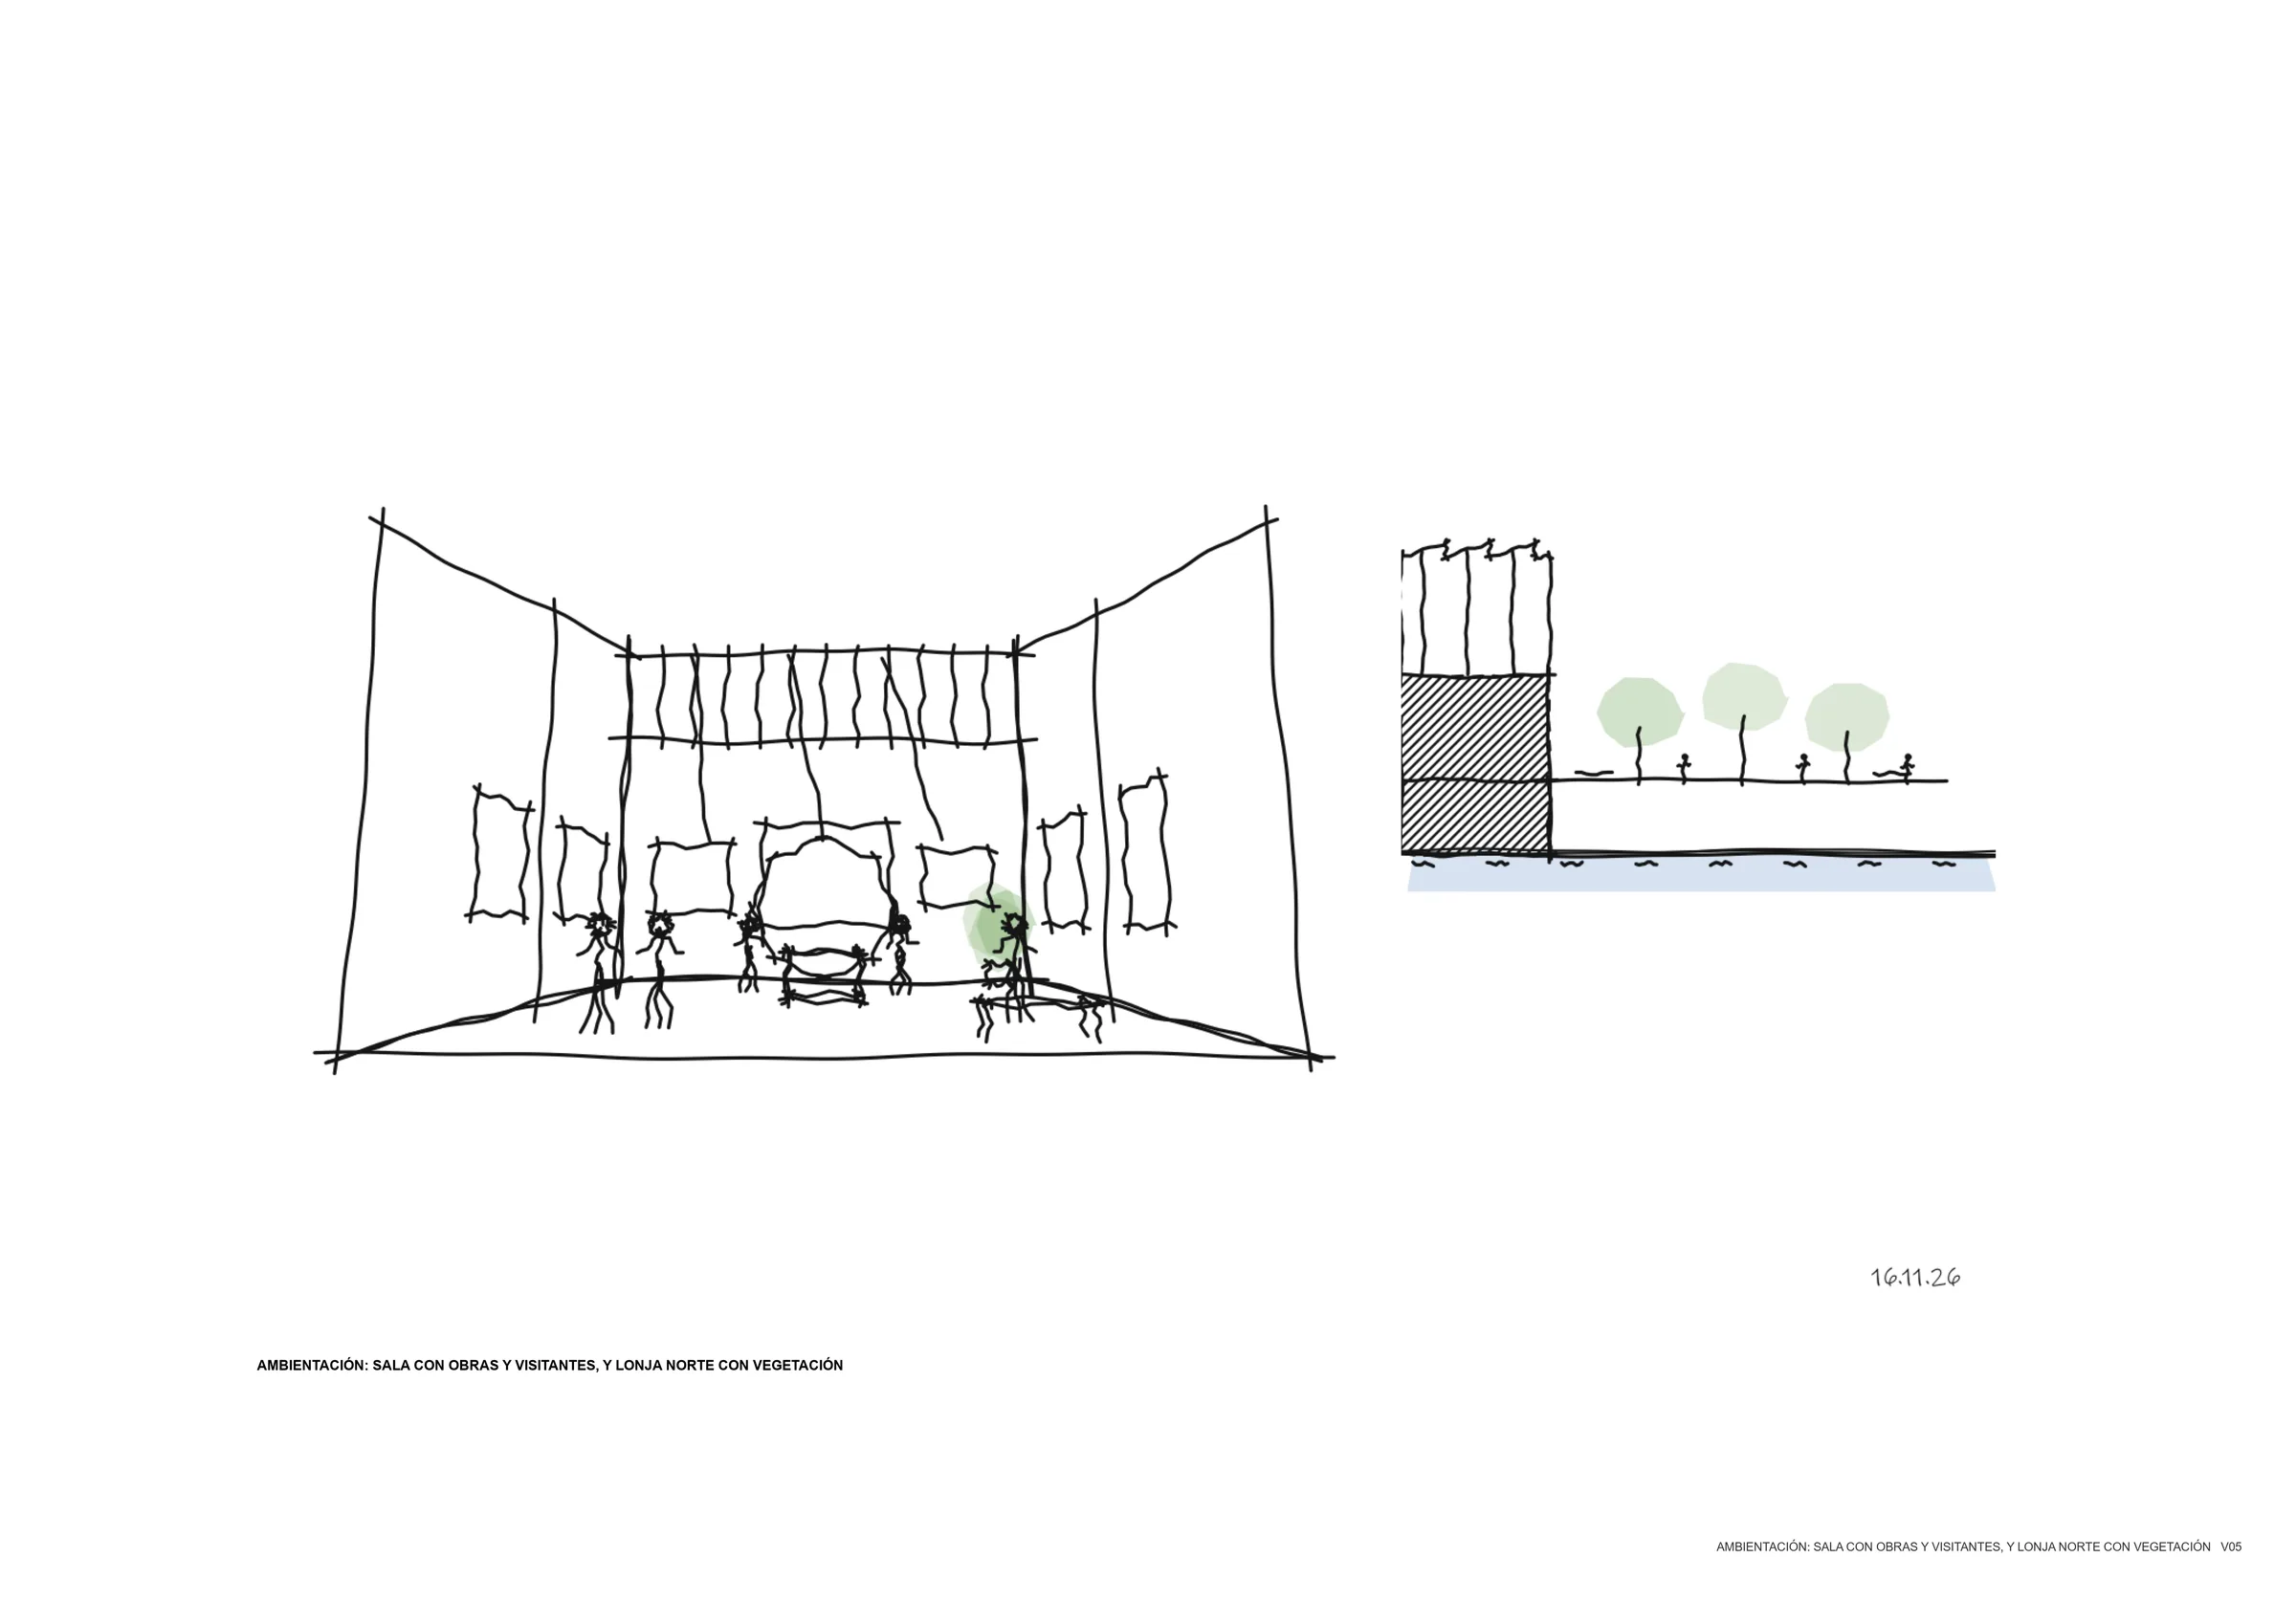 16.11.26
AMBIENTACIÓN: SALA CON OBRAS Y VISITANTES, Y LONJA NORTE CON VEGETACIÓN
AMBIENTACIÓN: SALA CON OBRAS Y VISITANTES, Y LONJA NORTE CON VEGETACIÓN V05